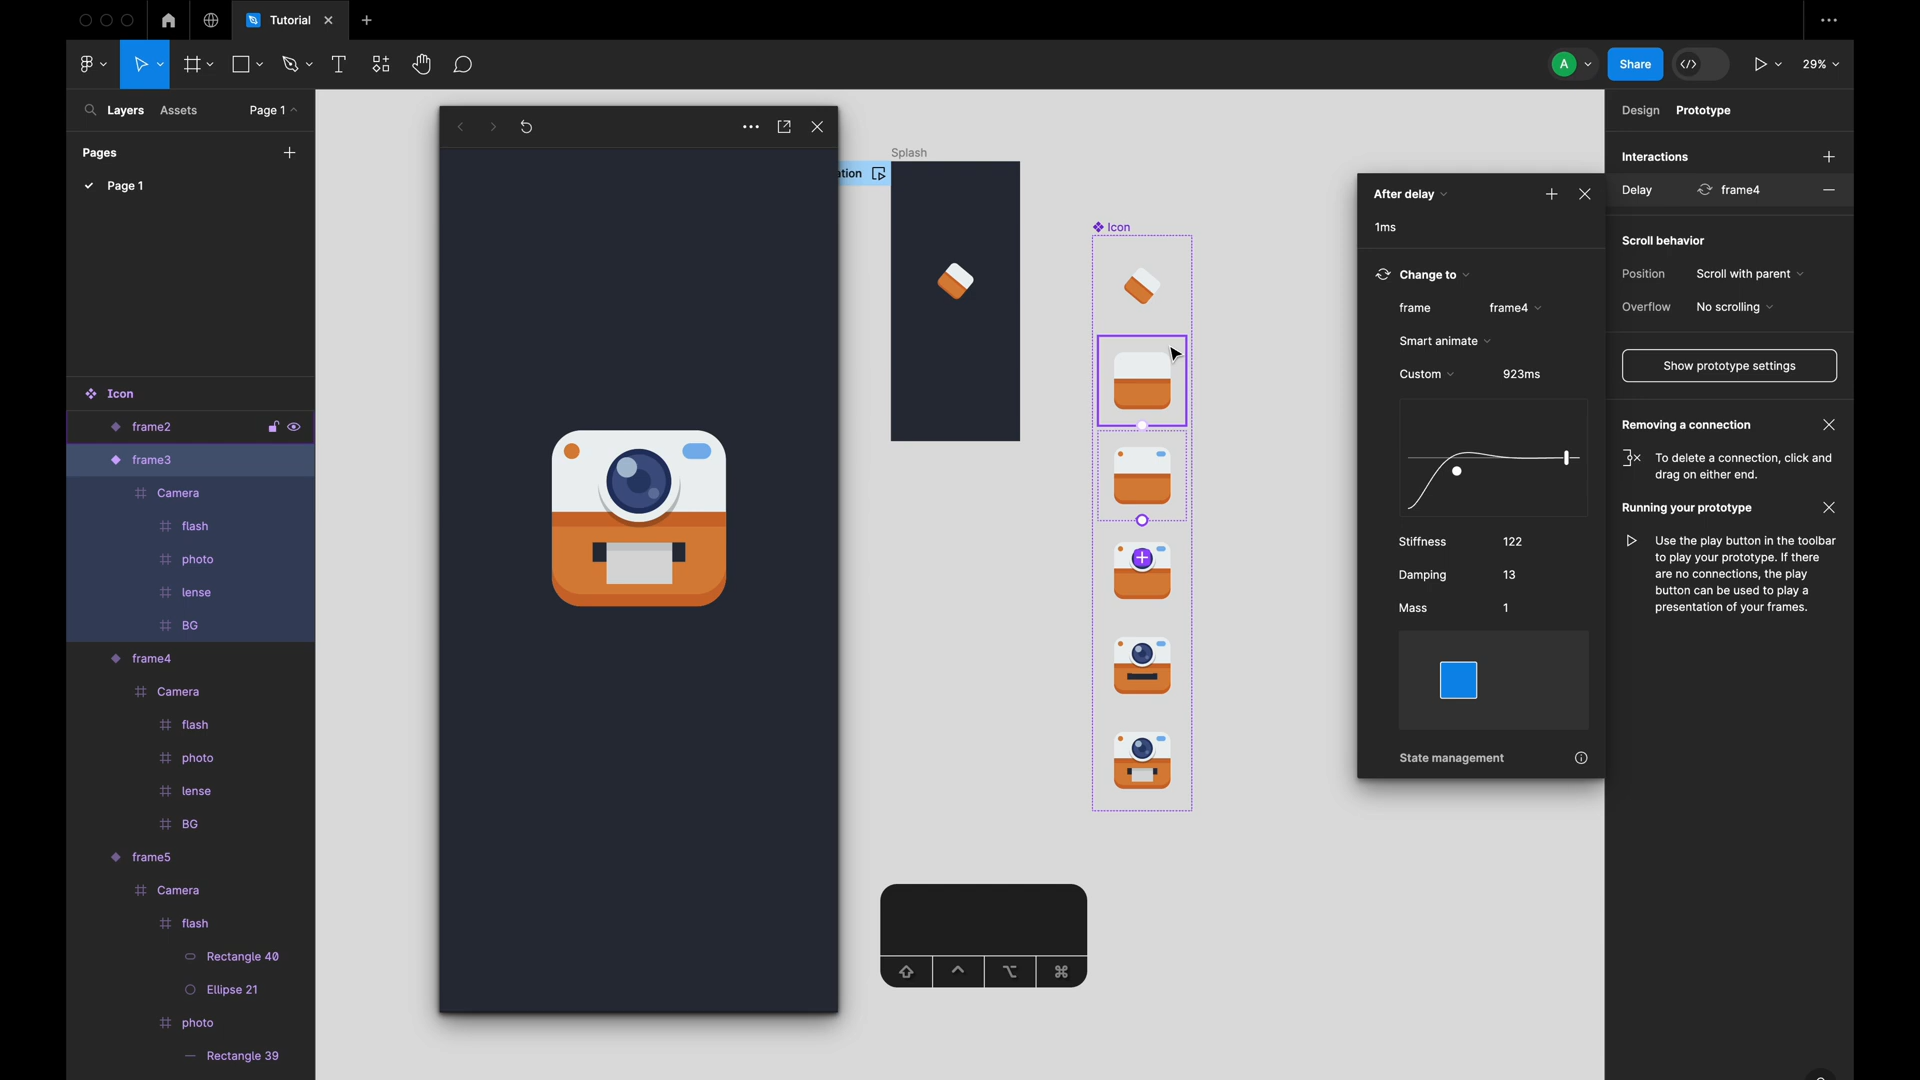 Tutorial
A
Share
29%
Layers
Assets
Page 1
Pages
Page 1
Icon
frame2
frame3
Camera
flash
photo
lense
BG
frame4
Camera
flash
photo
lense
BG
frame5
Camera
flash
Rectangle 40
Ellipse 21
photo
Rectangle 39
ation
Splash
Icon
After delay
1ms
Change to
frame frame4
Smart animate
Custom 923ms
Stiffness 122
Damping 13
Mass 1
State management
Design Prototype
Interactions
Delay frame4
Scroll behavior
Position Scroll with parent
Overflow No scrolling
Show prototype settings
Removing a connection
To delete a connection, click and
drag on either end.
Running your prototype
Use the play button in the toolbar
to play your prototype. If there
are no connections, the play
button can be used to play a
presentation of your frames.